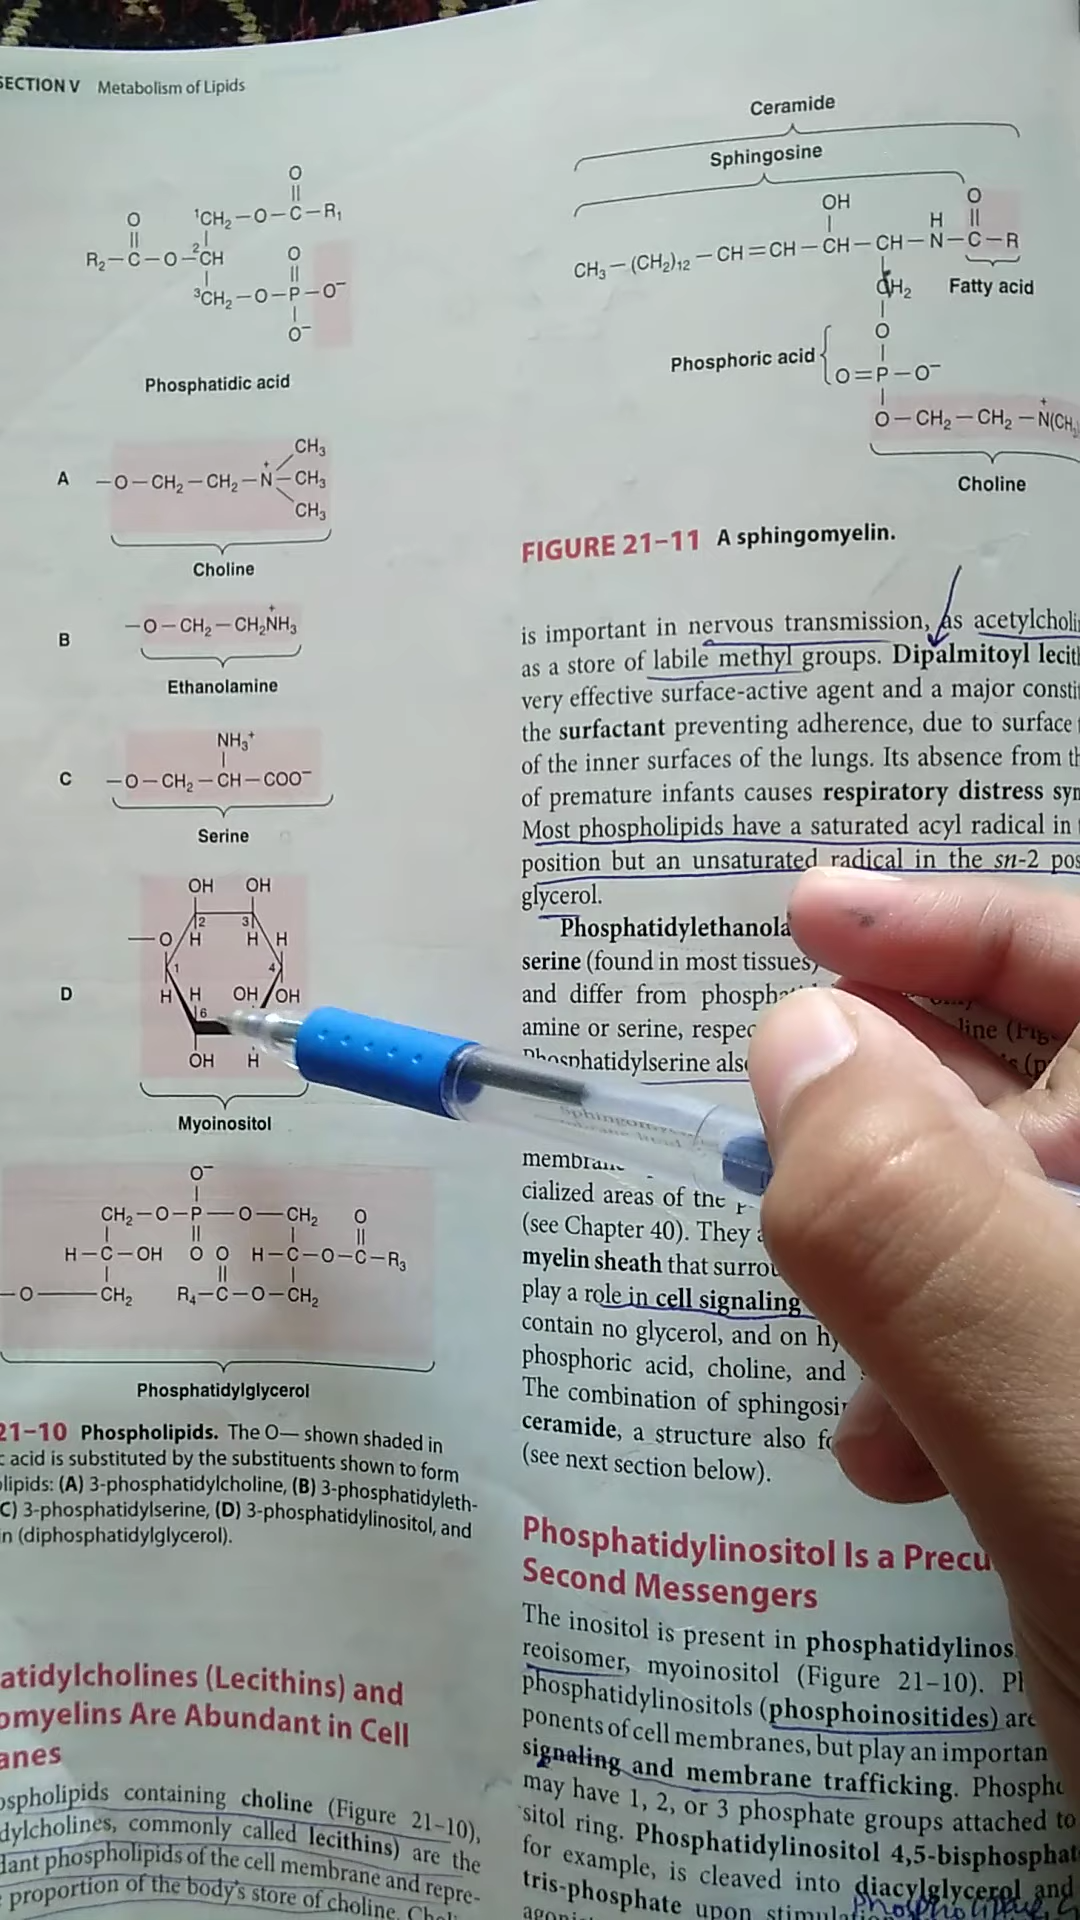 SECTION V Metabolism of Lipids
O
O ¹CH₂—O—C—R₁
R₂—C—O—²CH O
³CH₂—O—P—O⁻
O⁻
Phosphatidic acid
A —O—CH₂—CH₂—N⁺—CH₃
CH₃
CH₃
Choline
B —O—CH₂—CH₂NH₃⁺
Ethanolamine
NH₃⁺
C —O—CH₂—CH—COO⁻
Serine
OH OH
2 3
—O H H H
1 4
D H H OH OH
6
OH H
Myoinositol
O⁻
CH₂—O—P—O—CH₂ O
H—C—OH O O H—C—O—C—R₃
—O—CH₂ R₄—C—O—CH₂
Phosphatidylglycerol
21–10 Phospholipids. The O— shown shaded in
acid is substituted by the substituents shown to form
lipids: (A) 3-phosphatidylcholine, (B) 3-phosphatidyleth-
C) 3-phosphatidylserine, (D) 3-phosphatidylinositol, and
in (diphosphatidylglycerol).
atidylcholines (Lecithins) and
omyelins Are Abundant in Cell
anes
ospholipids containing choline (Figure 21–10),
dylcholines, commonly called lecithins) are the
dant phospholipids of the cell membrane and repre-
proportion of the body's store of choline.
Ceramide
Sphingosine
OH H O
CH₃—(CH₂)₁₂—CH=CH—CH—CH—N—C—R
CH₂ Fatty acid
O
Phosphoric acid O=P—O⁻
O—CH₂—CH₂—N⁺(CH₃
Choline
FIGURE 21–11 A sphingomyelin.
is important in nervous transmission, as acetylcholi
as a store of labile methyl groups. Dipalmitoyl lecit
very effective surface-active agent and a major consti
the surfactant preventing adherence, due to surface
of the inner surfaces of the lungs. Its absence from th
of premature infants causes respiratory distress syn
Most phospholipids have a saturated acyl radical in
position but an unsaturated radical in the sn-2 pos
glycerol.
Phosphatidylethanola
serine (found in most tissues)
and differ from phosph
amine or serine, respec line (Fig
Phosphatidylserine als
membran
cialized areas of the p
(see Chapter 40). They
myelin sheath that surrou
play a role in cell signaling
contain no glycerol, and on hy
phosphoric acid, choline, and
The combination of sphingosi
ceramide, a structure also fo
(see next section below).
Phosphatidylinositol Is a Precu
Second Messengers
The inositol is present in phosphatidylinos
reoisomer, myoinositol (Figure 21–10). Ph
phosphatidylinositols (phosphoinositides) are
ponents of cell membranes, but play an importan
signaling and membrane trafficking. Phospho
may have 1, 2, or 3 phosphate groups attached to
sitol ring. Phosphatidylinositol 4,5-bisphosphat
for example, is cleaved into diacylglycerol and
tris-phosphate upon